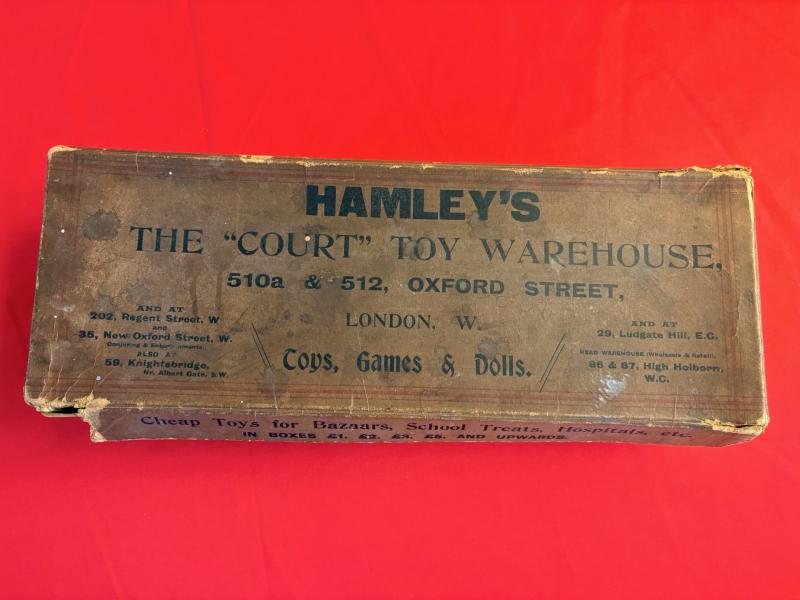 HAMLEY'S
THE "COURT" TOY WAREHOUSE,
510a & 512, OXFORD STREET,
LONDON, W.
AND AT
202, Regent Street, W
and
35, New Oxford Street, W.
Conjuring & Entertainments.
ALSO AT
59, Knightsbridge,
Nr. Albert Gate, S.W.
Toys, Games & Dolls.
AND AT
29, Ludgate Hill, E.C.
HEAD WAREHOUSE (Wholesale & Retail),
86 & 87, High Holborn,
W.C.
Cheap Toys for Bazaars, School Treats, Hospitals, etc.
IN BOXES £1. £2. £3. £5. AND UPWARDS.